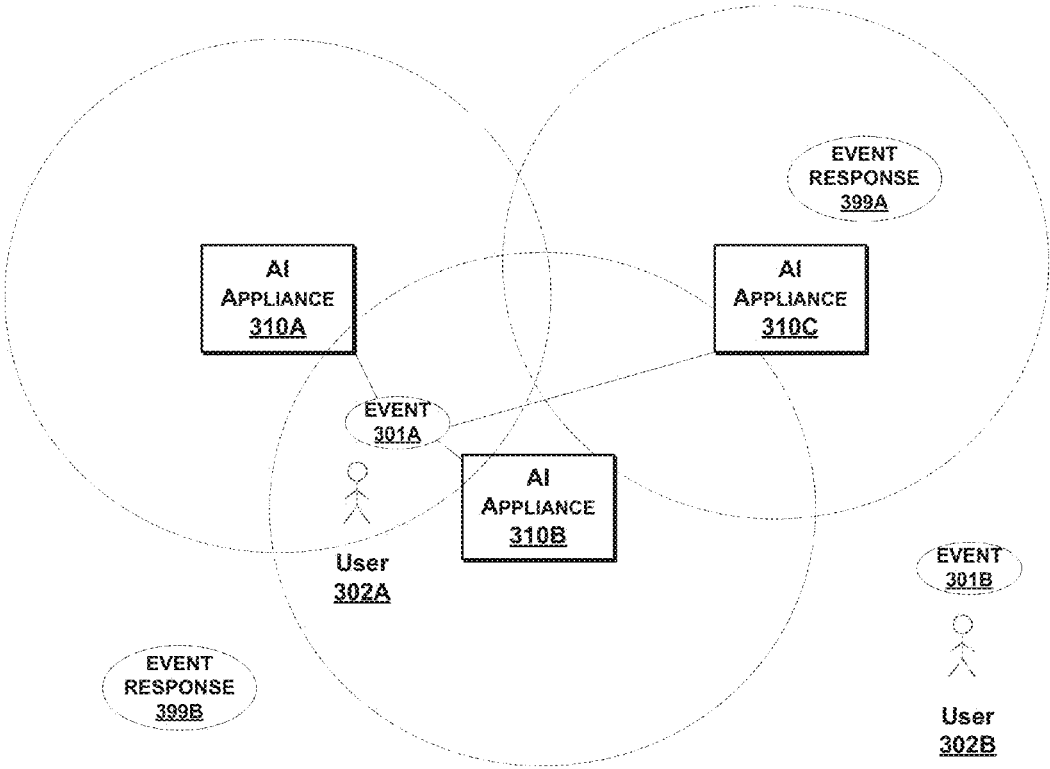 EVENT
RESPONSE
399A
AI
APPLIANCE
310A
AI
APPLIANCE
310C
EVENT
301A
AI
APPLIANCE
310B
User
302A
EVENT
301B
EVENT
RESPONSE
399B
User
302B